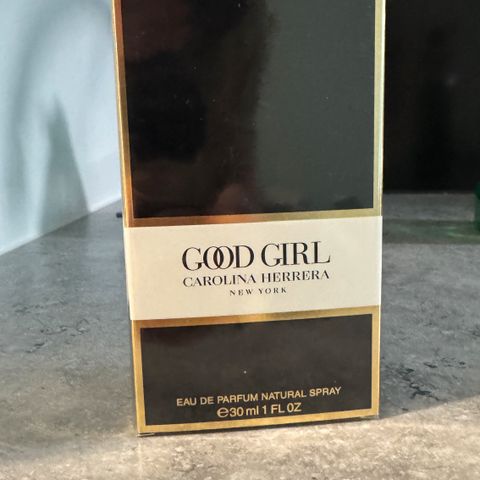 GOOD GIRL
CAROLINA HERRERA
NEW YORK
EAU DE PARFUM NATURAL SPRAY
℮30 ml 1 FL OZ